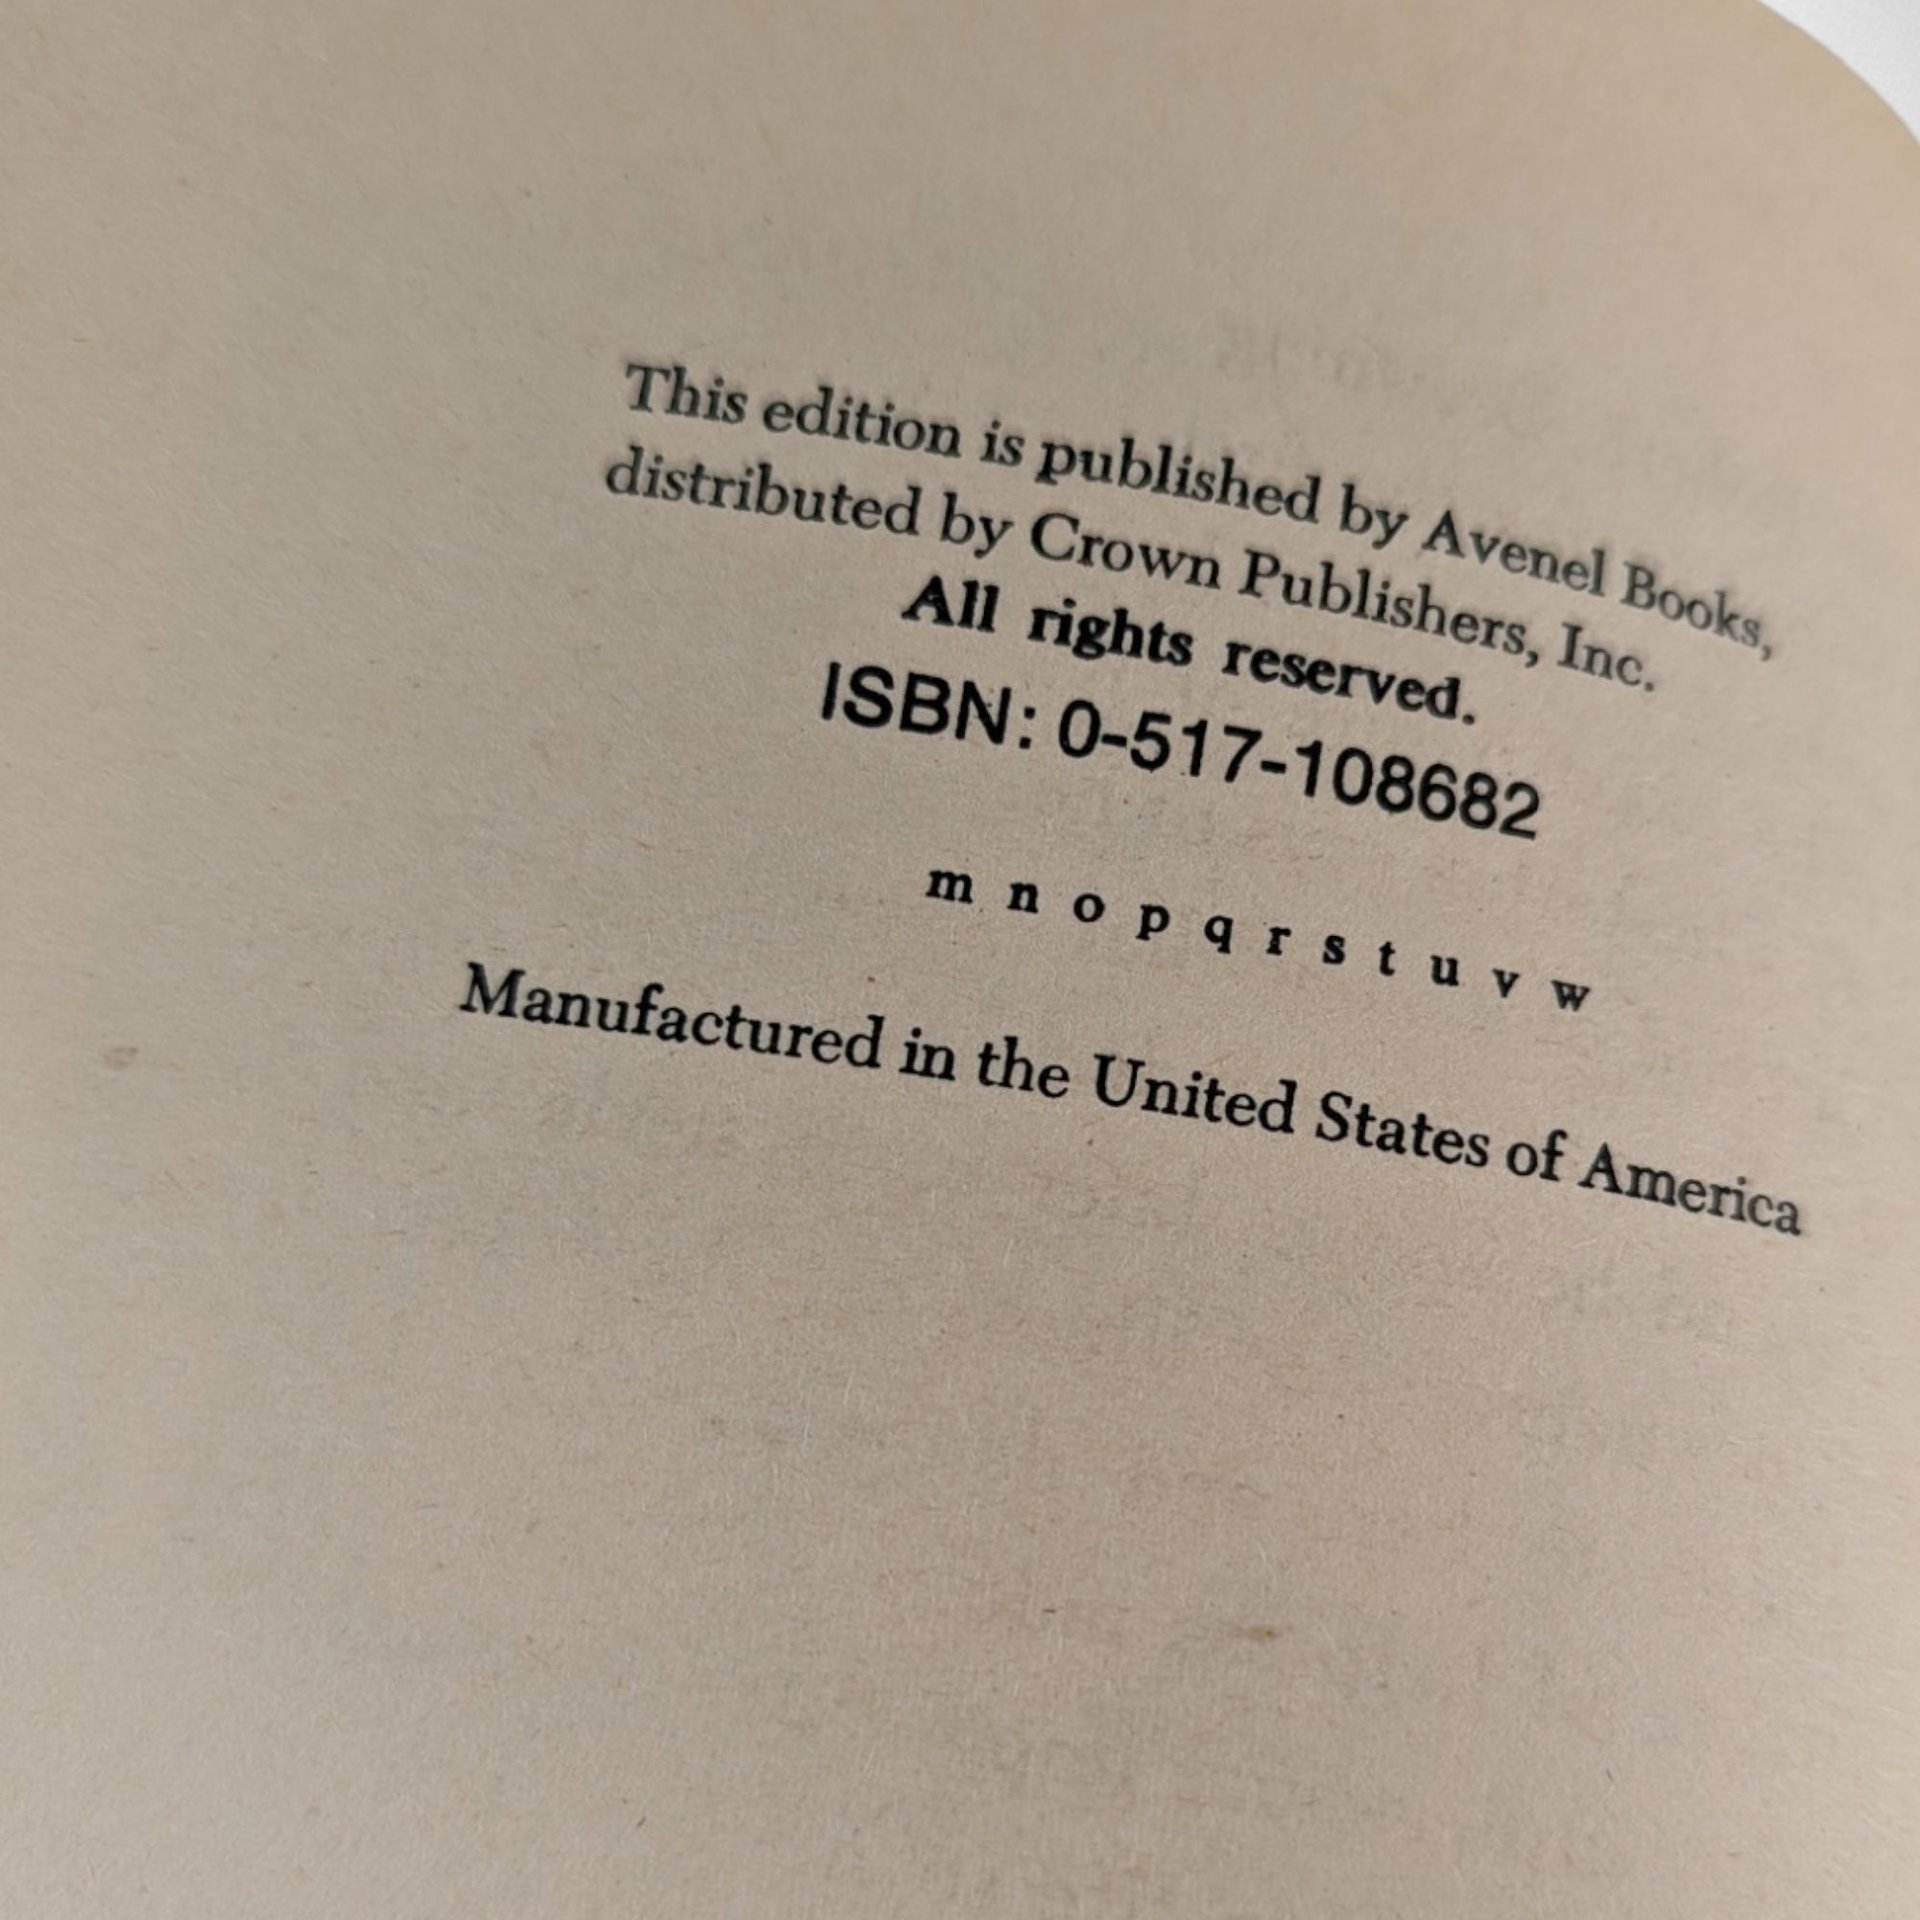 This edition is published by Avenel Books,
distributed by Crown Publishers, Inc.
All rights reserved.
ISBN: 0-517-108682
m n o p q r s t u v w
Manufactured in the United States of America